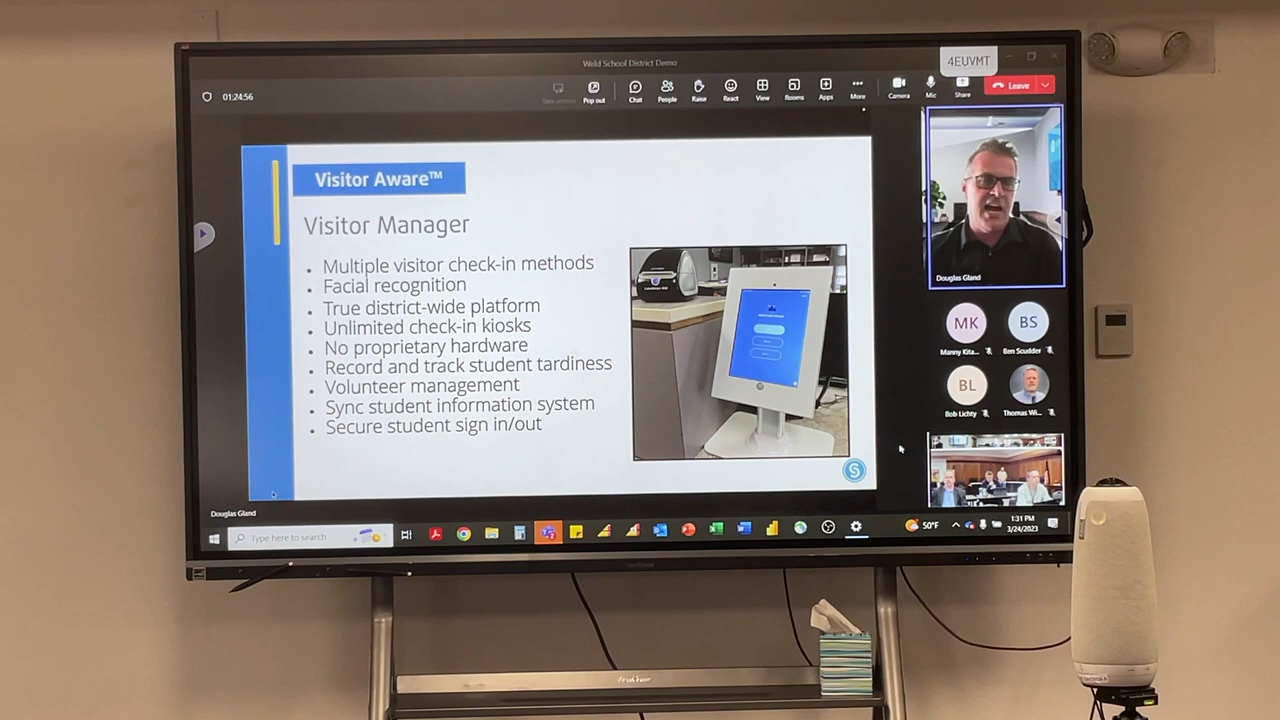 Weld School District Demo
4EUVMT
01:24:56
Pop out
Chat
People
Raise
React
View
Rooms
Apps
More
Camera
Mic
Share
Leave
Visitor Aware™
Visitor Manager
• Multiple visitor check-in methods
• Facial recognition
• True district-wide platform
• Unlimited check-in kiosks
• No proprietary hardware
• Record and track student tardiness
• Volunteer management
• Sync student information system
• Secure student sign in/out
S
Douglas Gland
MK
BS
Manny Kita...
Ben Scudder
BL
Bob Lichty
Thomas Wi...
Douglas Gland
Type here to search
50°F
1:31 PM
3/24/2023